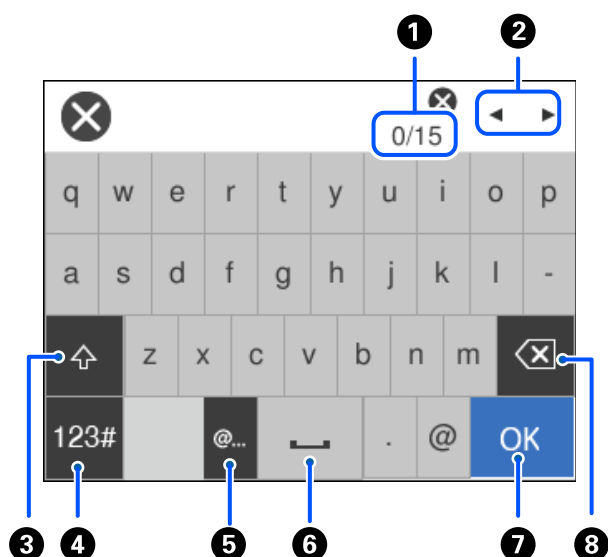 1 2
0/15
q w e r t y u i o p
a s d f g h j k l -
z x c v b n m
123# @... . @ OK
3 4 5 6 7 8